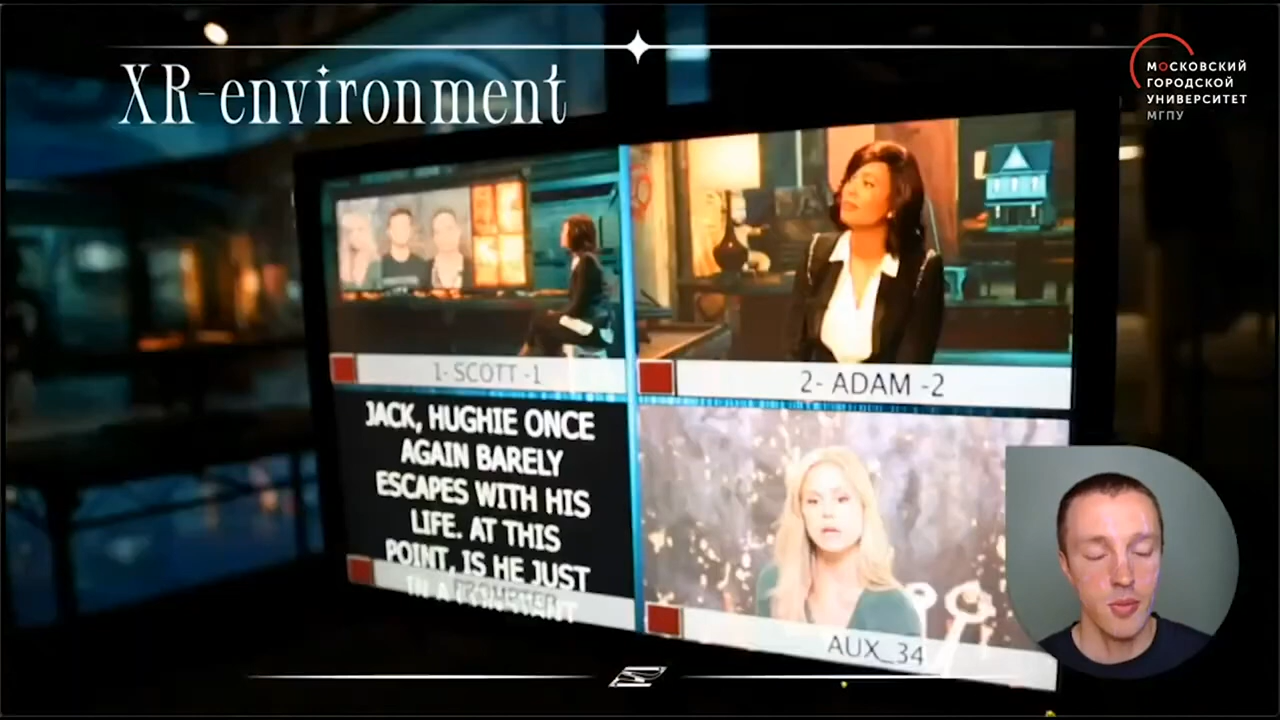 XR-environment
МОСКОВСКИЙ
ГОРОДСКОЙ
УНИВЕРСИТЕТ
МГПУ
1- SCOTT -1
2- ADAM -2
JACK, HUGHIE ONCE
AGAIN BARELY
ESCAPES WITH HIS
LIFE. AT THIS
POINT, IS HE JUST
IN A
AUX_34